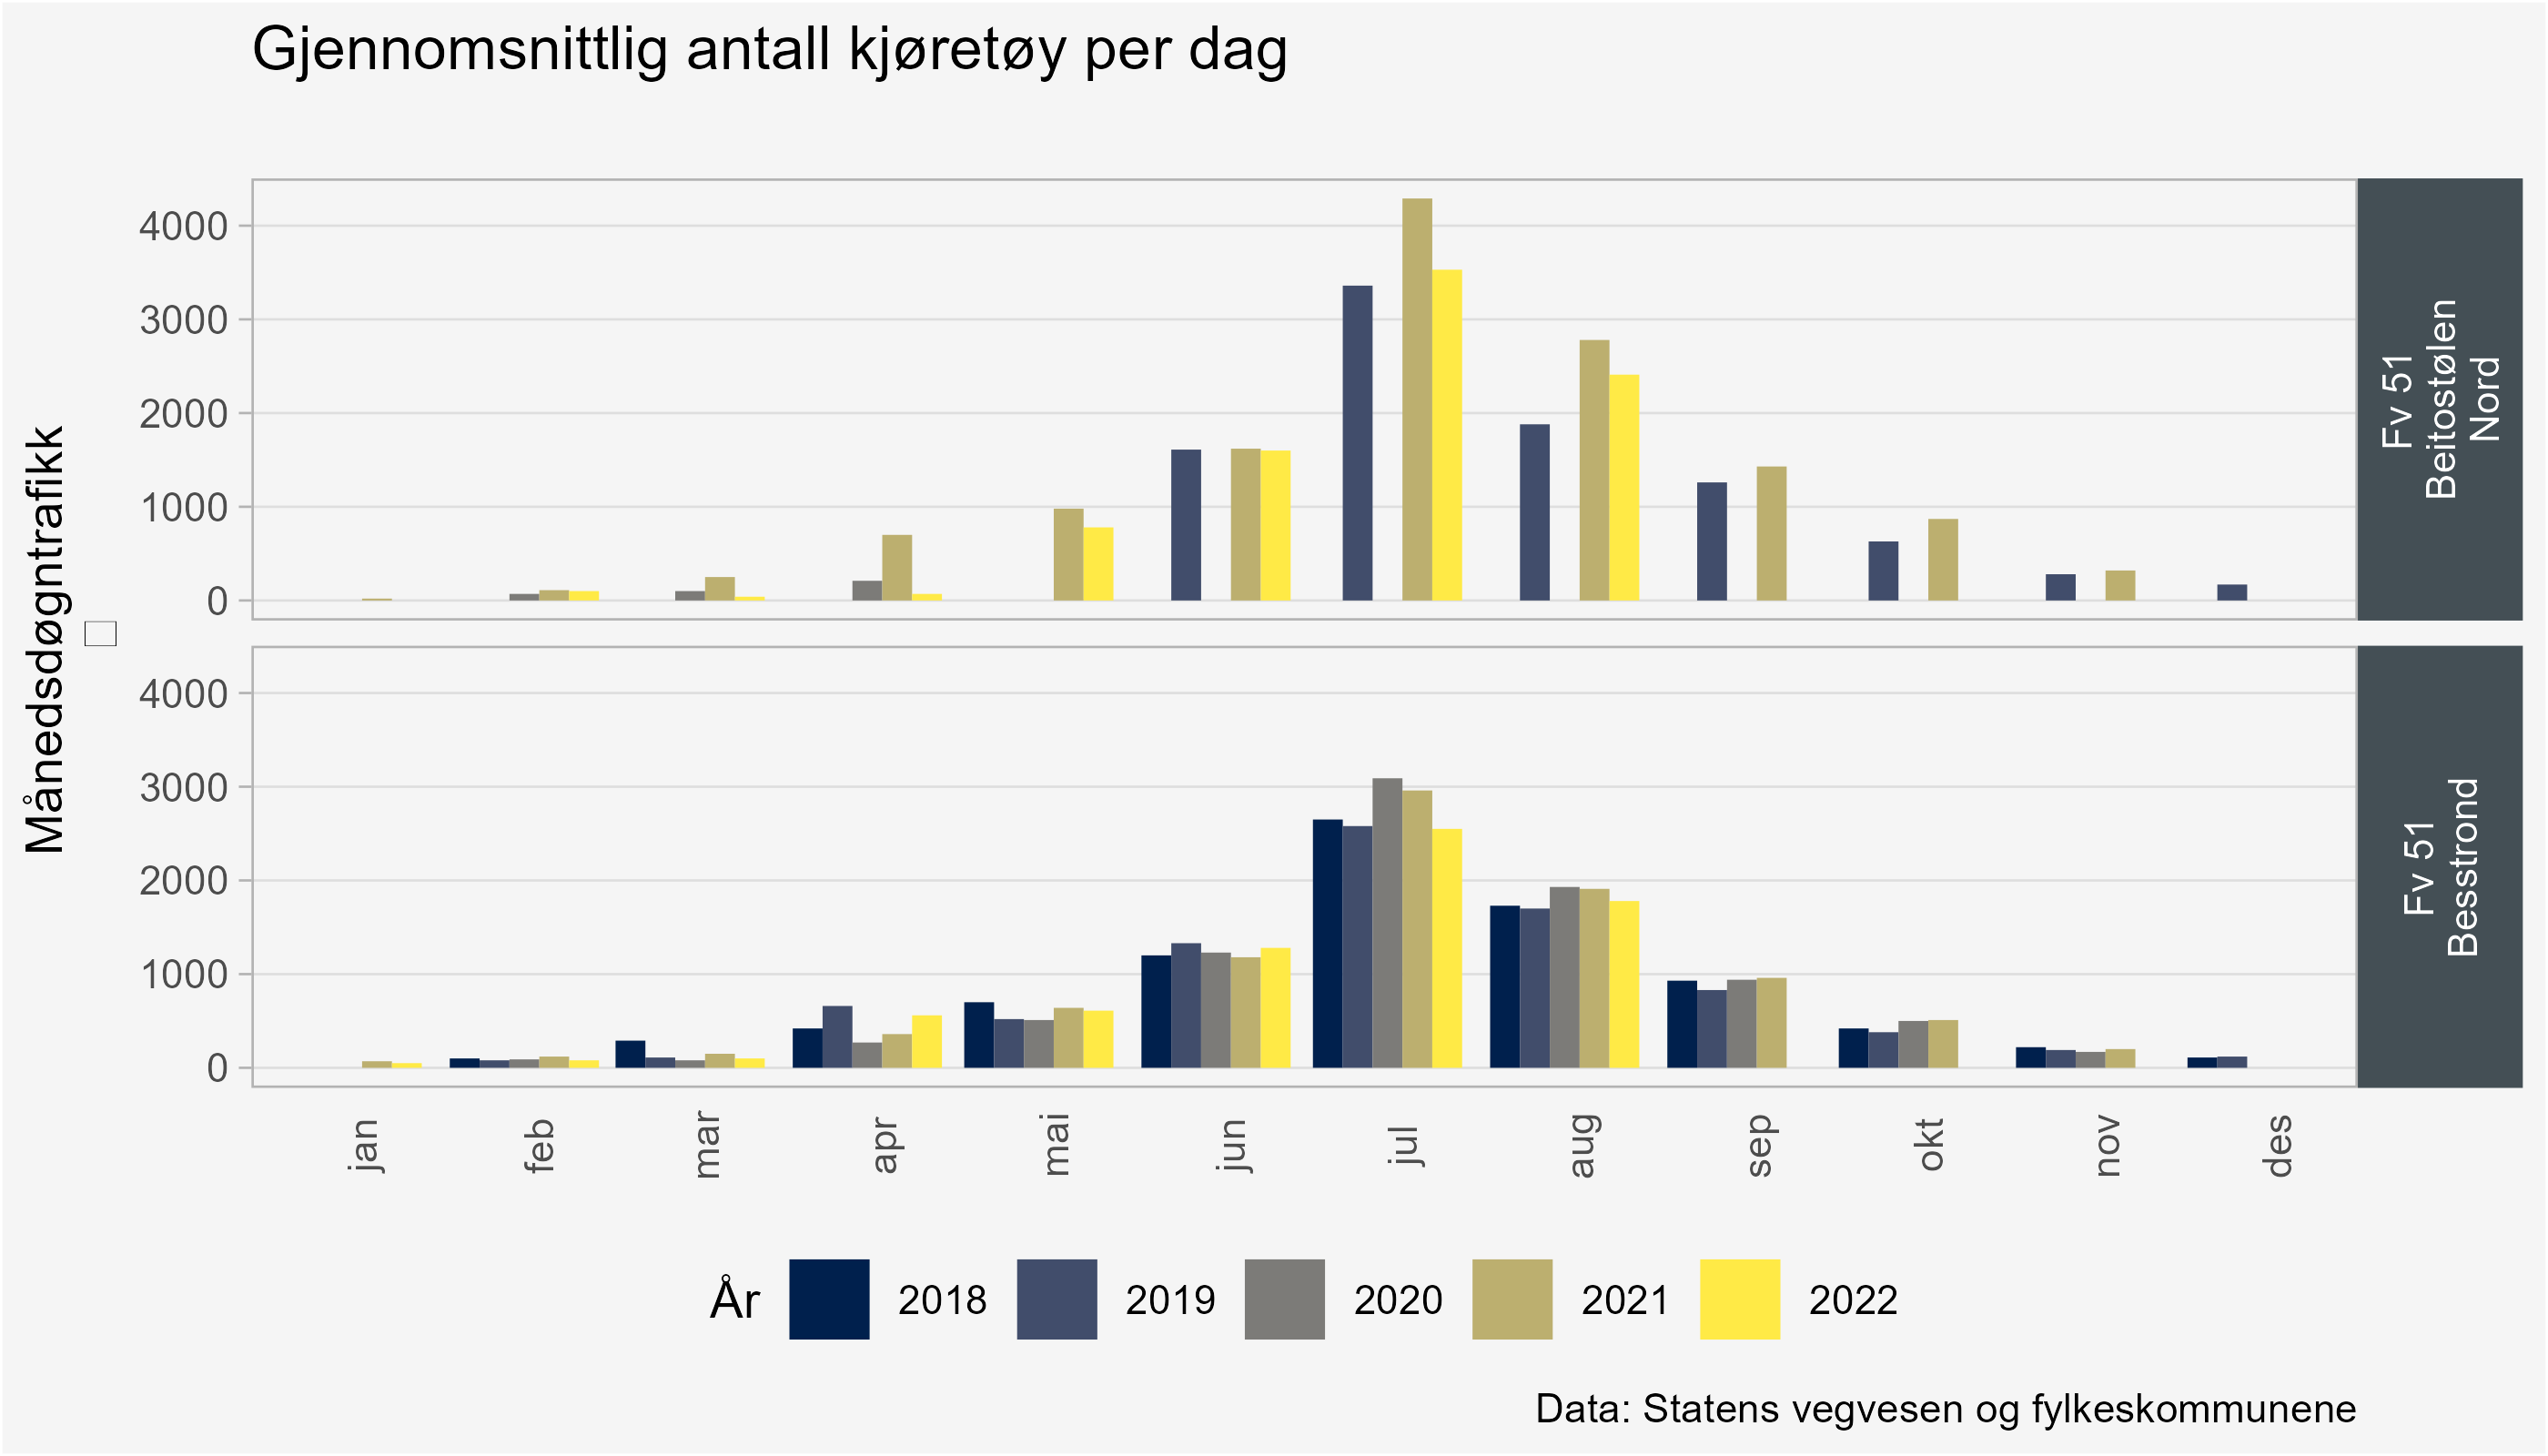 Gjennomsnittlig antall kjøretøy per dag
Månedsdøgntrafikk
4000
3000
2000
1000
0
Fv 51
Beitostølen
Nord
4000
3000
2000
1000
0
Fv 51
Besstrond
jan feb mar apr mai jun jul aug sep okt nov des
År 2018 2019 2020 2021 2022
Data: Statens vegvesen og fylkeskommunene